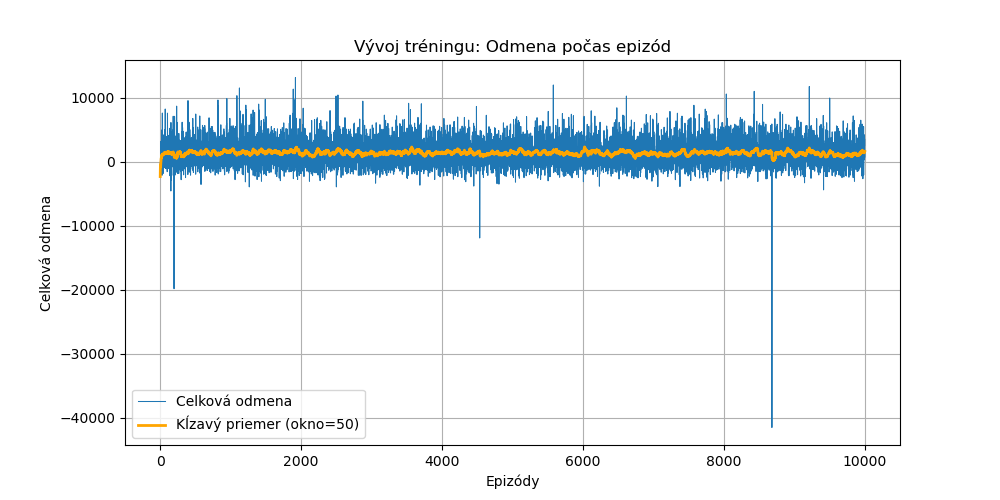 Vývoj tréningu: Odmena počas epizód
Celková odmena
10000
0
−10000
−20000
−30000
−40000
Celková odmena
Kĺzavý priemer (okno=50)
0
2000
4000
6000
8000
10000
Epizódy